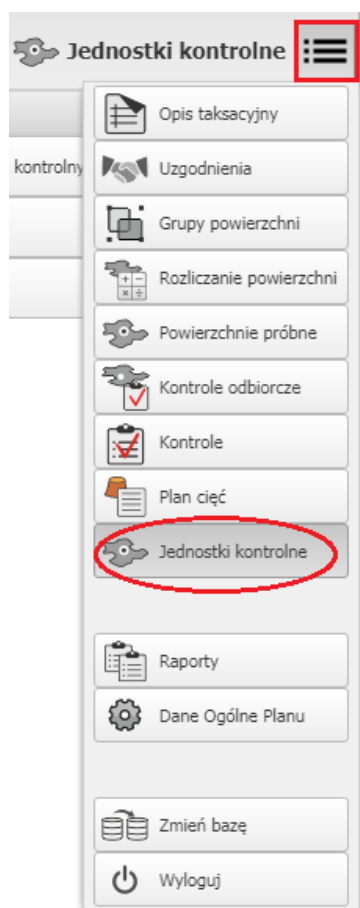 Jednostki kontrolne
Opis taksacyjny
kontrolny
Uzgodnienia
Grupy powierzchni
Rozliczanie powierzchni
Powierzchnie próbne
Kontrole odbiorcze
Kontrole
Plan cięć
Jednostki kontrolne
Raporty
Dane Ogólne Planu
Zmień bazę
Wyloguj